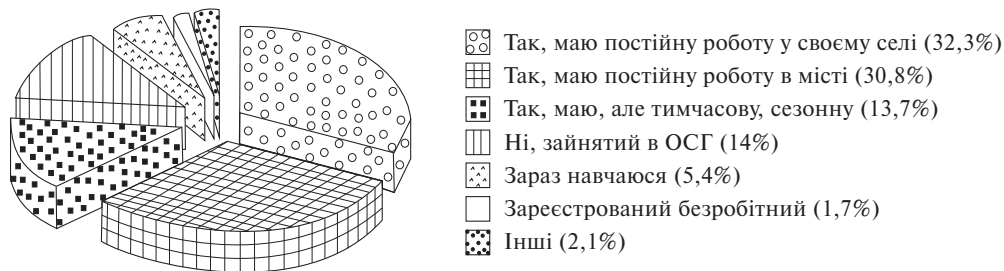 Так, маю постійну роботу у своєму селі (32,3%)
Так, маю постійну роботу в місті (30,8%)
Так, маю, але тимчасову, сезонну (13,7%)
Ні, зайнятий в ОСГ (14%)
Зараз навчаюся (5,4%)
Зареєстрований безробітний (1,7%)
Інші (2,1%)